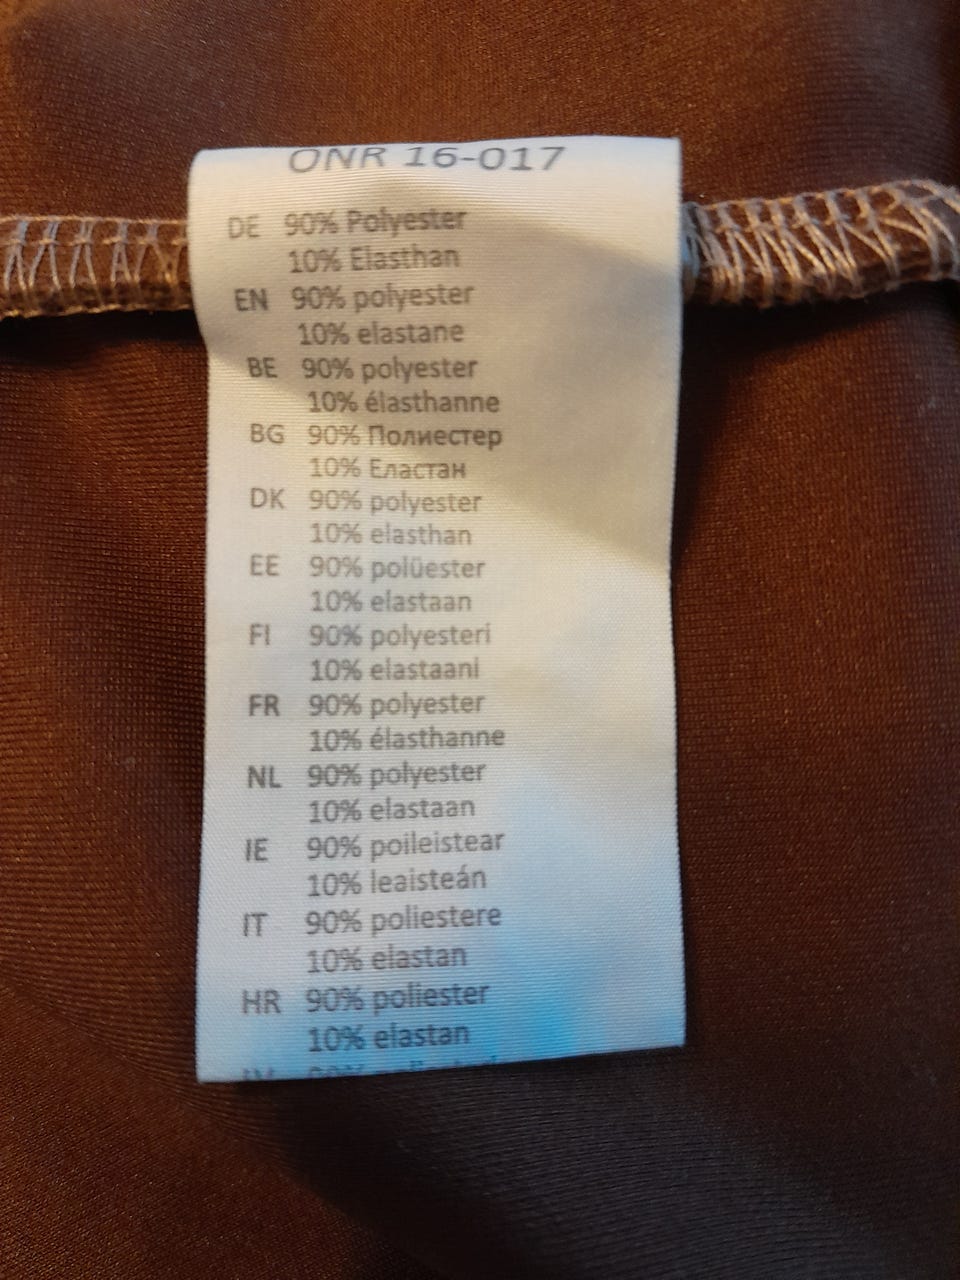 ONR 16-017
DE 90% Polyester
10% Elasthan
EN 90% polyester
10% elastane
BE 90% polyester
10% élasthanne
BG 90% Полиестер
10% Еластан
DK 90% polyester
10% elasthan
EE 90% polüester
10% elastaan
FI 90% polyesteri
10% elastaani
FR 90% polyester
10% élasthanne
NL 90% polyester
10% elastaan
IE 90% poileistear
10% leaisteán
IT 90% poliestere
10% elastan
HR 90% poliester
10% elastan